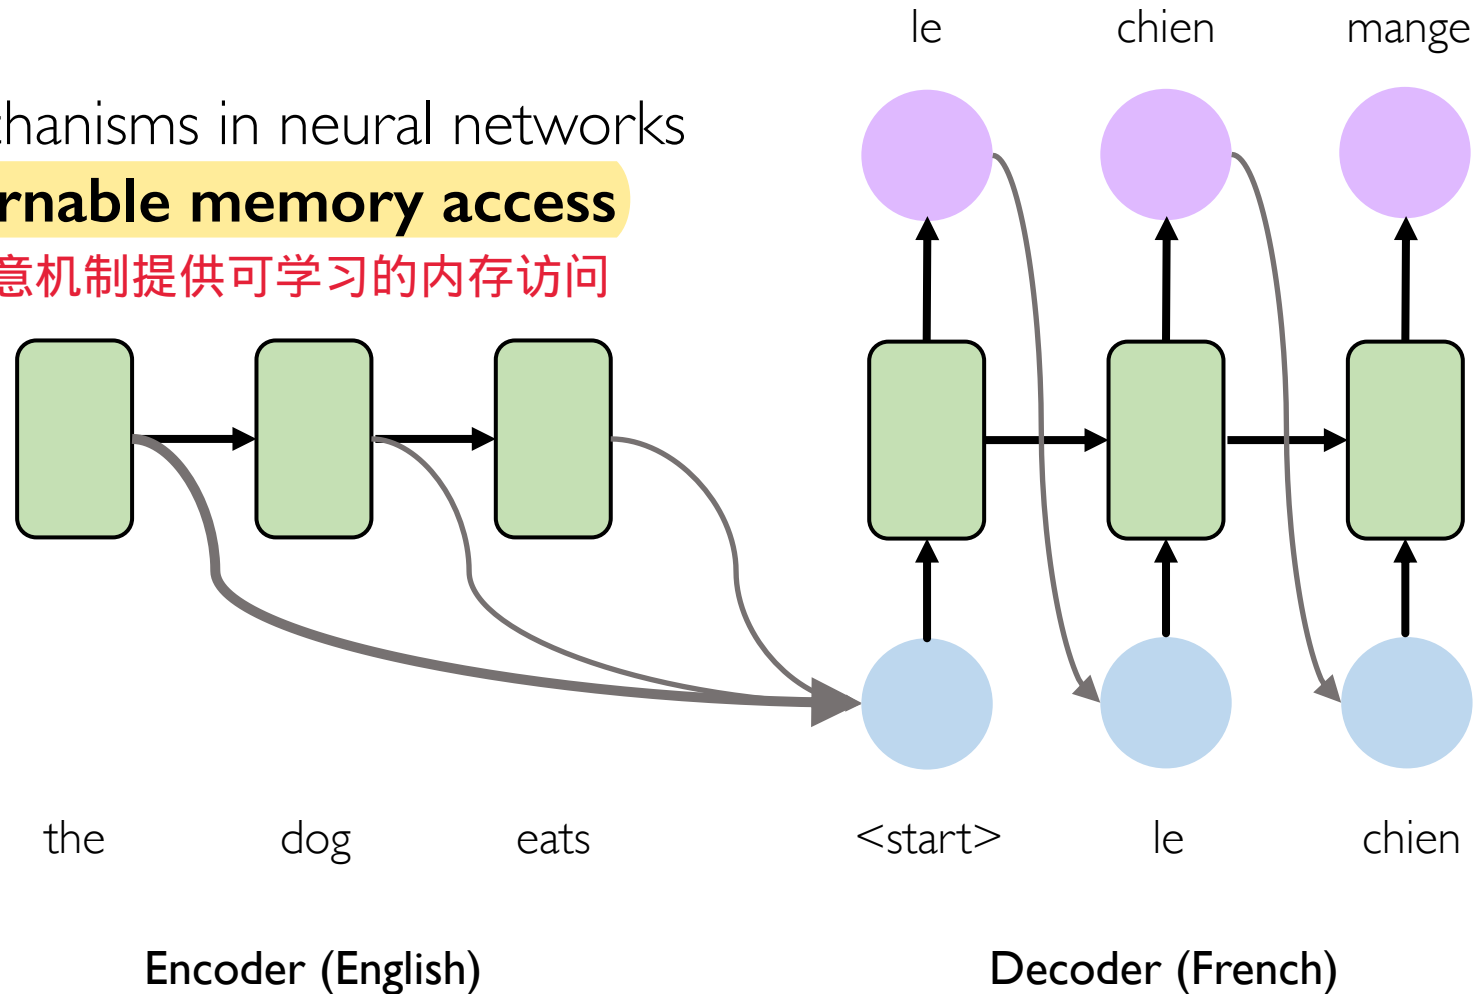 le chien mange
chanisms in neural networks
rnable memory access
意机制提供可学习的内存访问
the dog eats <start> le chien
Encoder (English) Decoder (French)